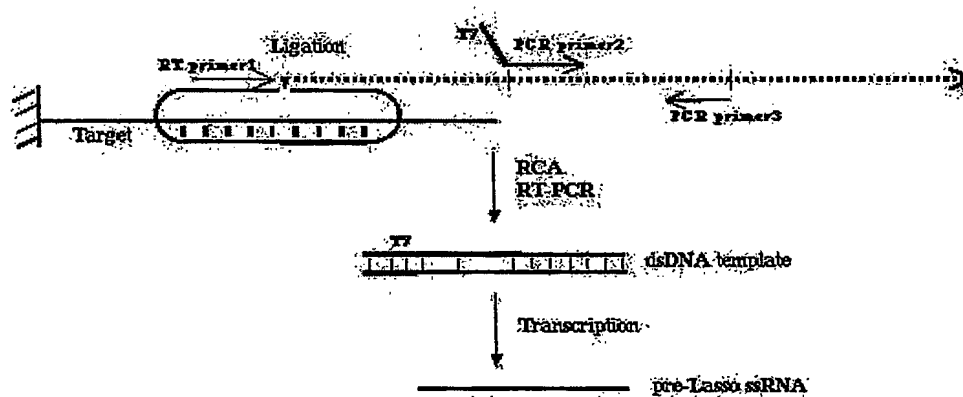 Ligation
T7
PCR primer2
RT primer1
PCR primer3
Target
RCA
RT-PCR
T7
dsDNA template
Transcription
pre-Lasso ssRNA